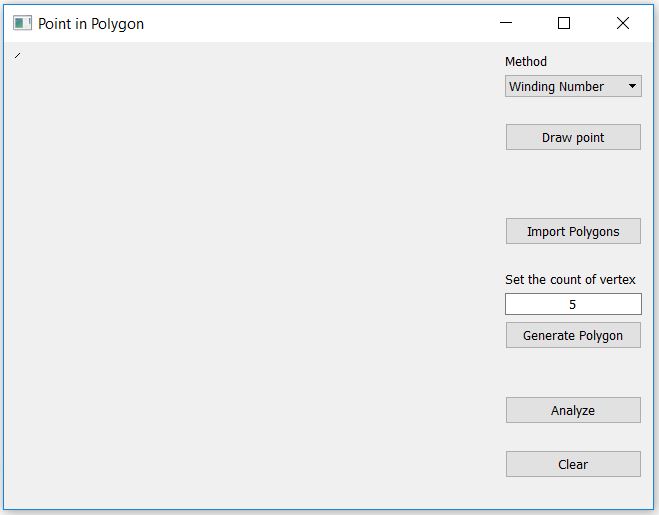 Point in Polygon
Method
Winding Number
Draw point
Import Polygons
Set the count of vertex
5
Generate Polygon
Analyze
Clear